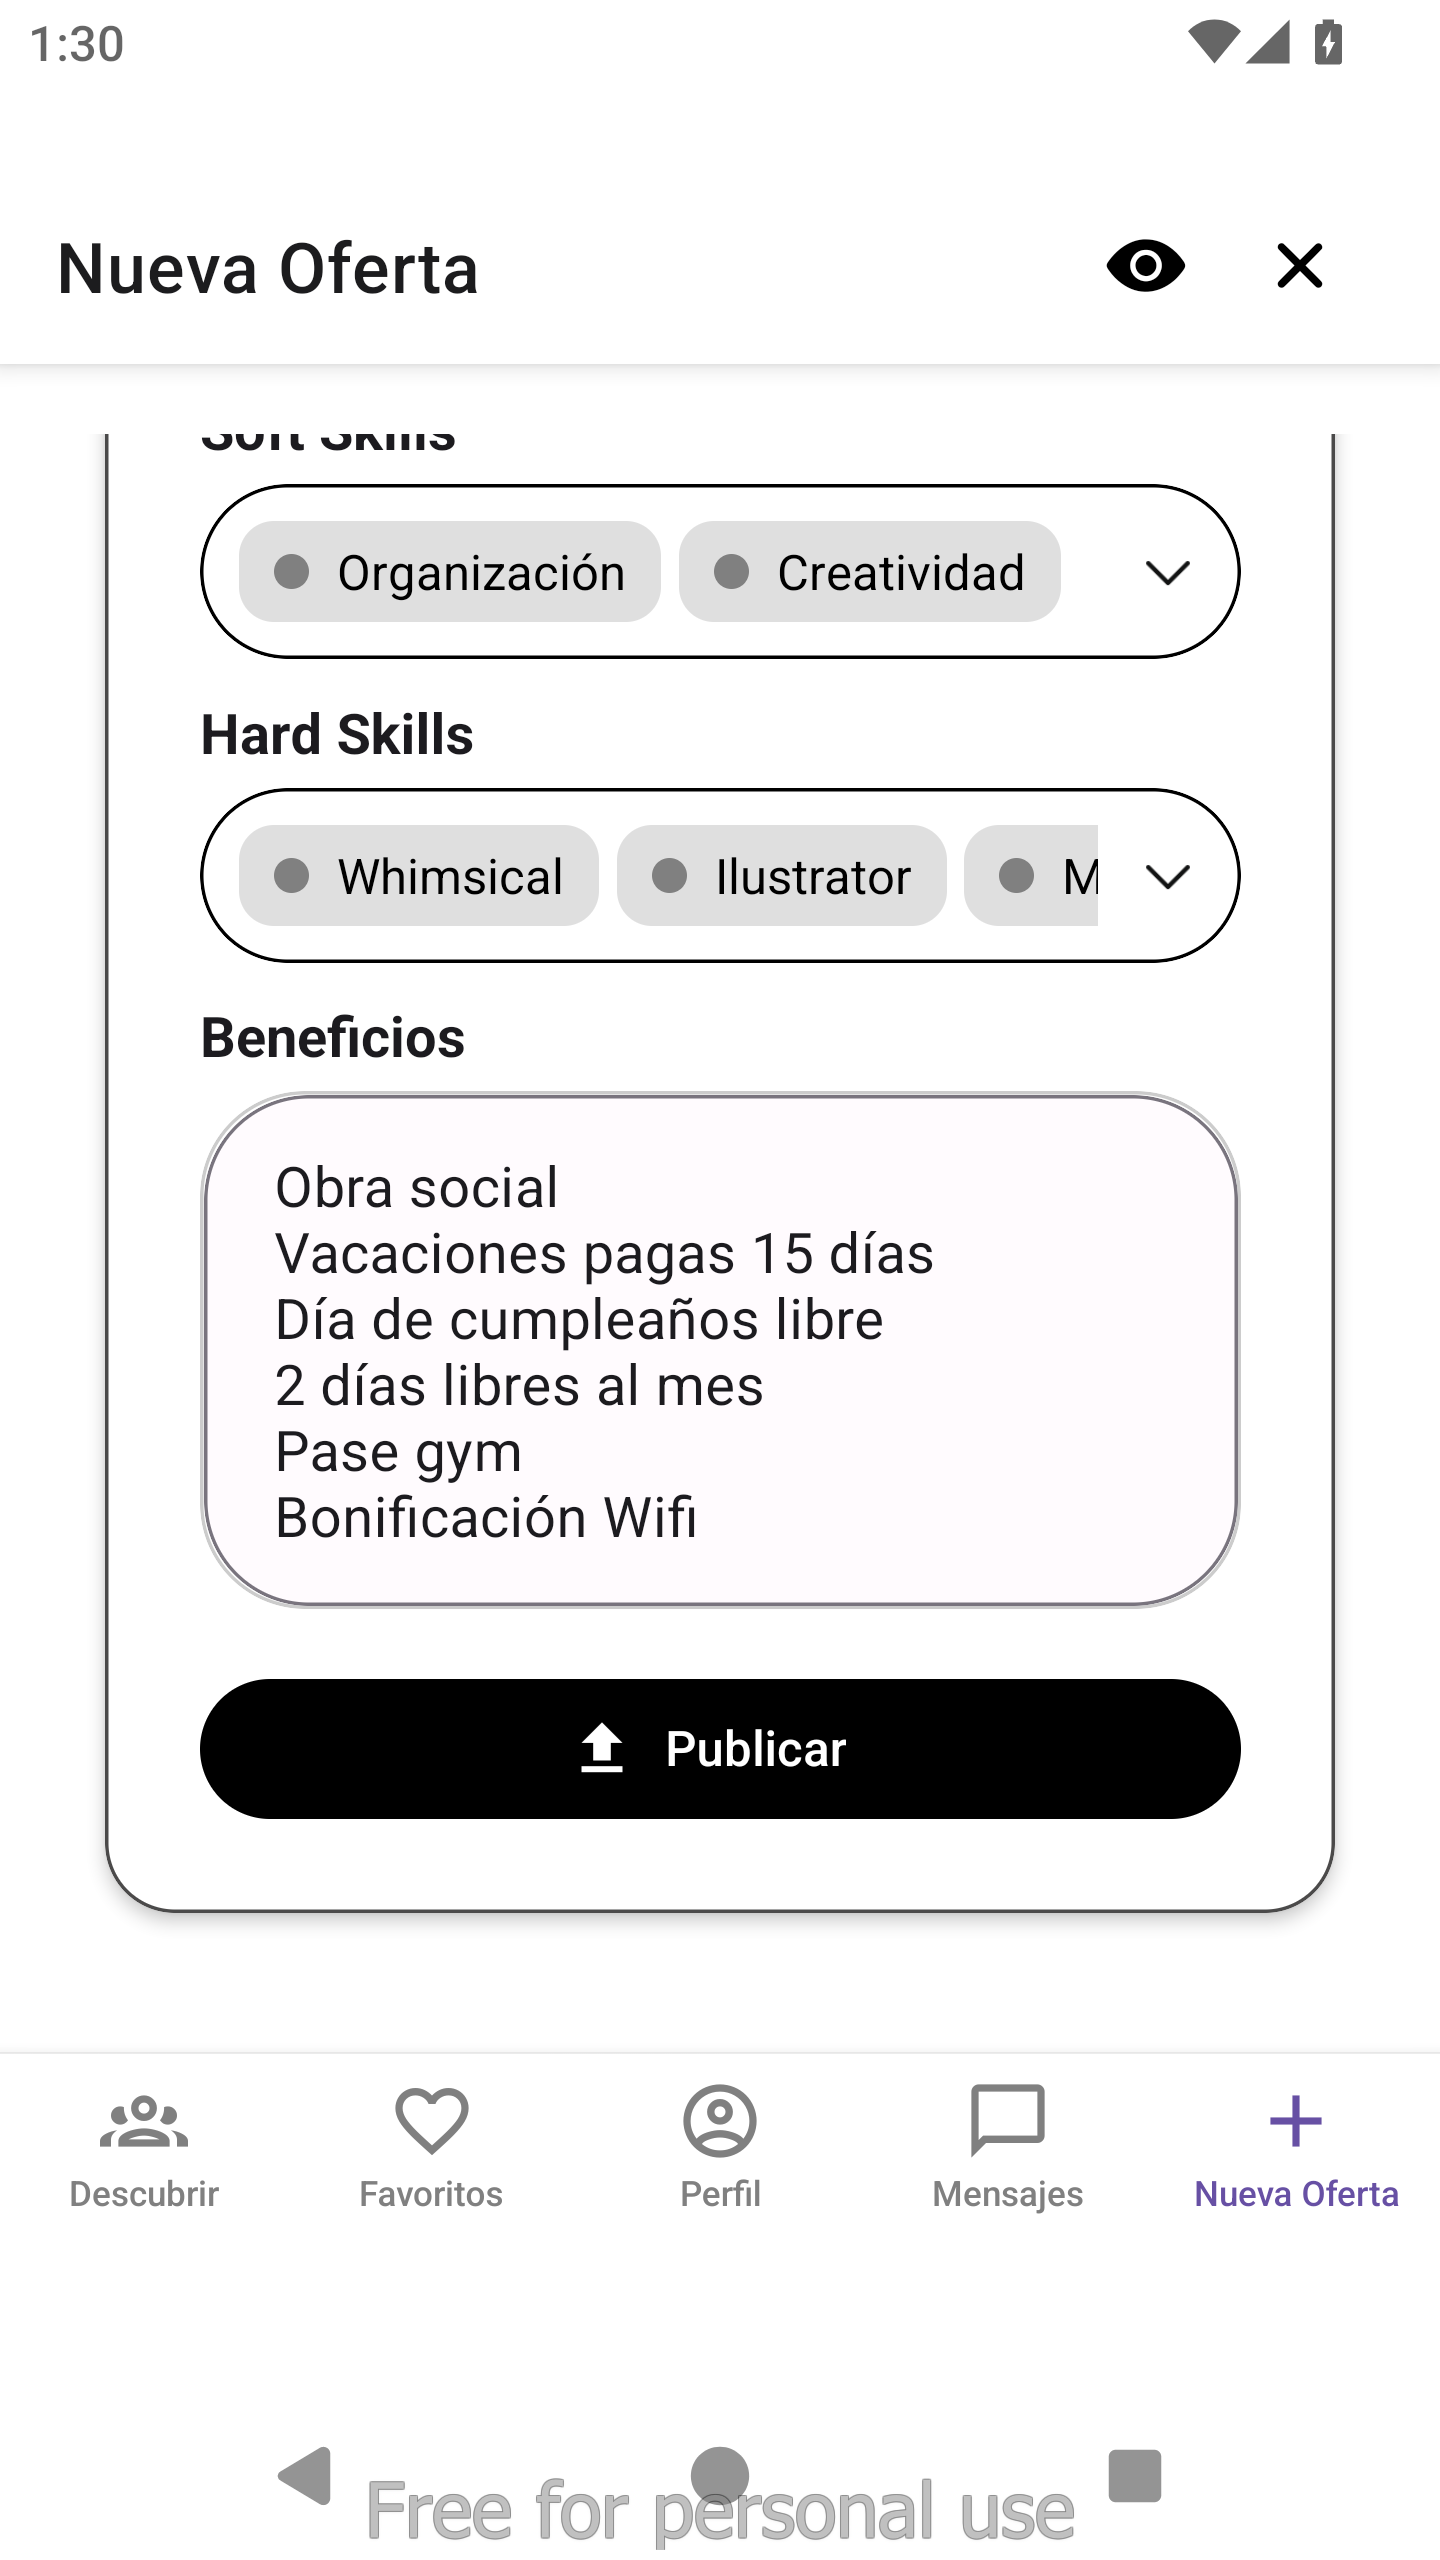 1:30
Nueva Oferta
Soft Skills
Organización Creatividad
Hard Skills
Whimsical Ilustrator M
Beneficios
Obra social
Vacaciones pagas 15 días
Día de cumpleaños libre
2 días libres al mes
Pase gym
Bonificación Wifi
Publicar
Descubrir Favoritos Perfil Mensajes Nueva Oferta
Free for personal use